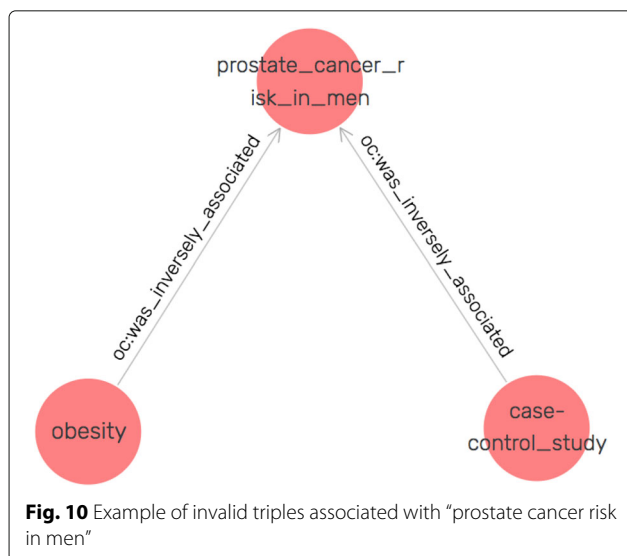 prostate_cancer_r
isk_in_men
oc:was_inversely_associated
oc:was_inversely_associated
obesity
case-
control_study
Fig. 10 Example of invalid triples associated with “prostate cancer risk
in men”